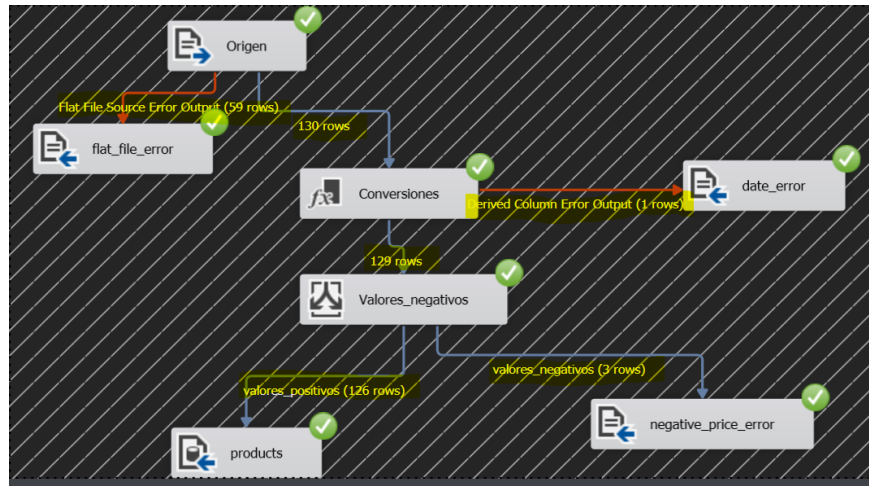 Origen
Flat File Source Error Output (59 rows)
130 rows
flat_file_error
Conversiones
Derived Column Error Output (1 rows)
date_error
129 rows
Valores_negativos
valores_positivos (126 rows)
valores_negativos (3 rows)
products
negative_price_error